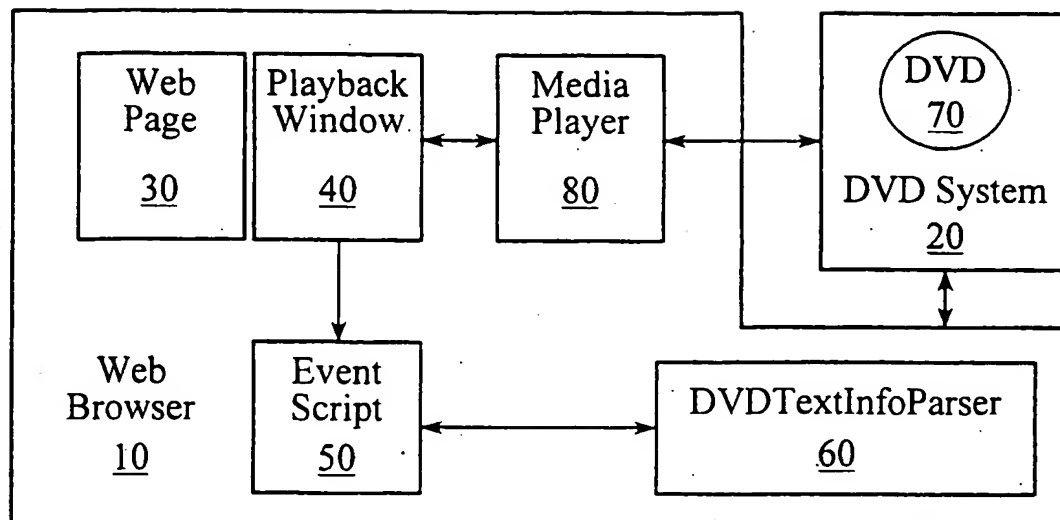 Web
Page
30
Playback
Window
40
Media
Player
80
DVD
70
DVD System
20
Web
Browser
10
Event
Script
50
DVDTextInfoParser
60